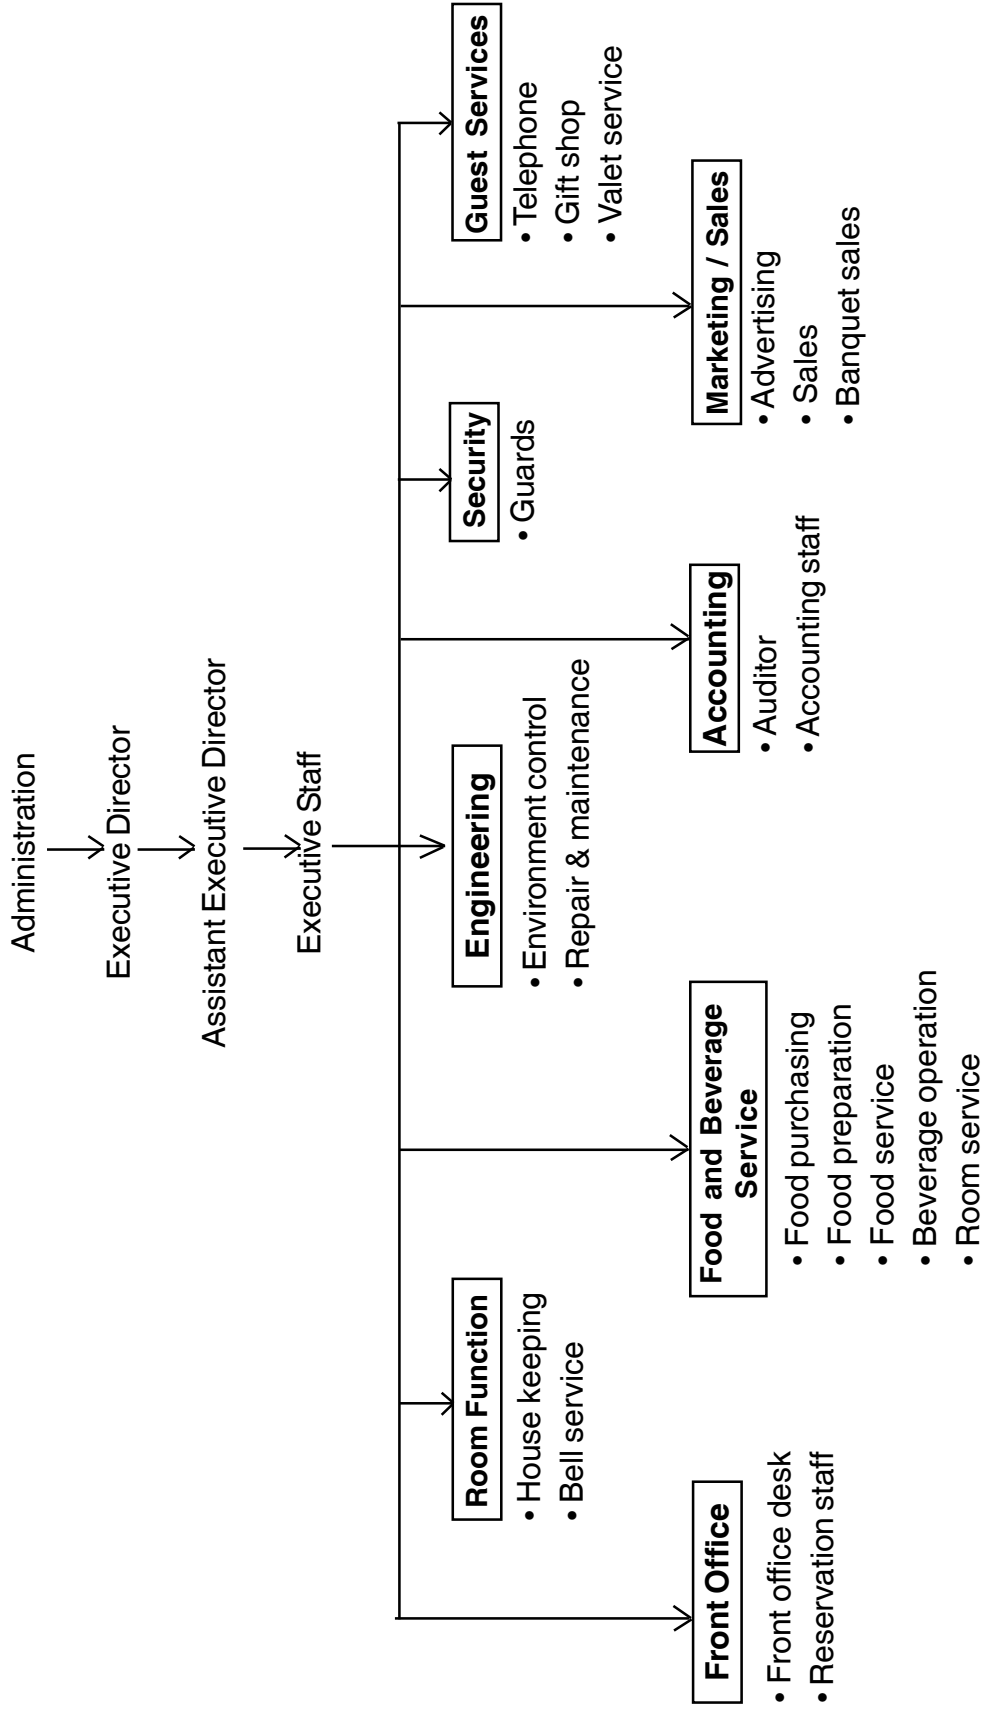 Administration
Executive Director
Assistant Executive Director
Executive Staff
Room Function
• House keeping
• Bell service
Engineering
• Environment control
• Repair & maintenance
Security
• Guards
Guest Services
• Telephone
• Gift shop
• Valet service
Front Office
• Front office desk
• Reservation staff
Food and Beverage
Service
• Food purchasing
• Food preparation
• Food service
• Beverage operation
• Room service
Accounting
• Auditor
• Accounting staff
Marketing / Sales
• Advertising
• Sales
• Banquet sales